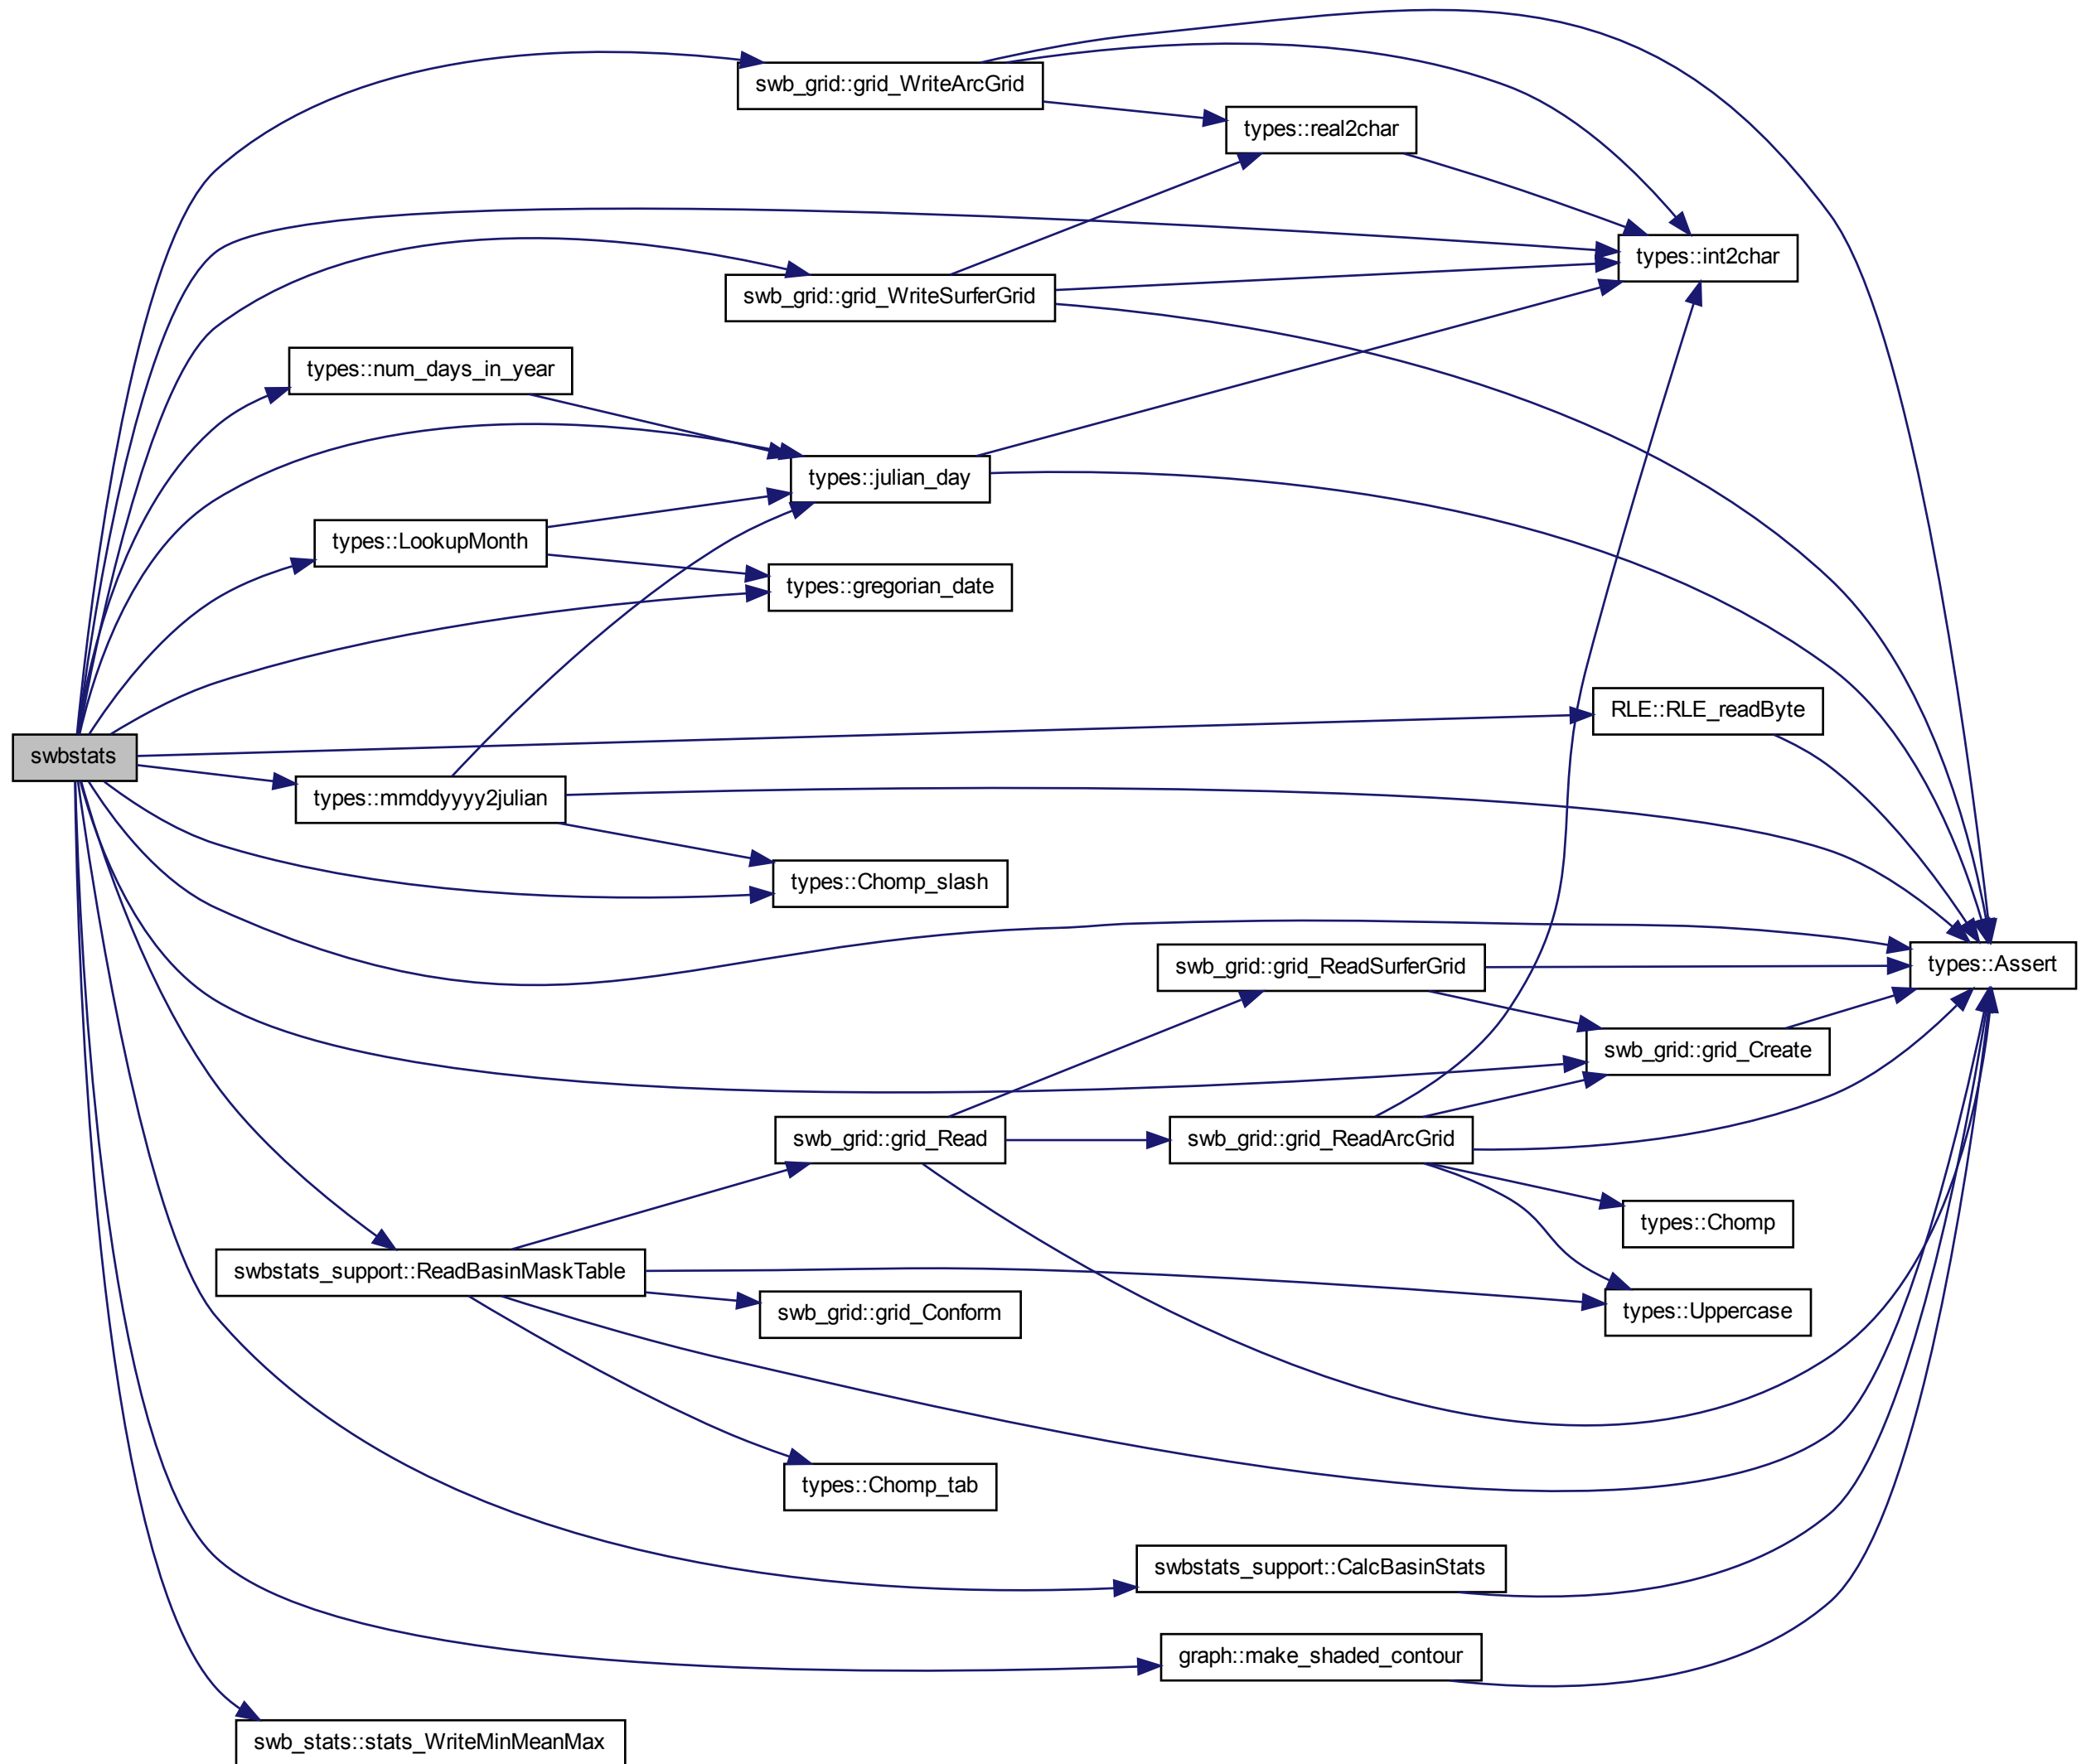 swb_grid::grid_WriteArcGrid
types::real2char
types::int2char
swb_grid::grid_WriteSurferGrid
types::num_days_in_year
types::julian_day
types::LookupMonth
types::gregorian_date
RLE::RLE_readByte
swbstats
types::mmddyyyy2julian
types::Chomp_slash
swb_grid::grid_ReadSurferGrid
types::Assert
swb_grid::grid_Create
swb_grid::grid_Read
swb_grid::grid_ReadArcGrid
types::Chomp
swbstats_support::ReadBasinMaskTable
swb_grid::grid_Conform
types::Uppercase
types::Chomp_tab
swbstats_support::CalcBasinStats
graph::make_shaded_contour
swb_stats::stats_WriteMinMeanMax